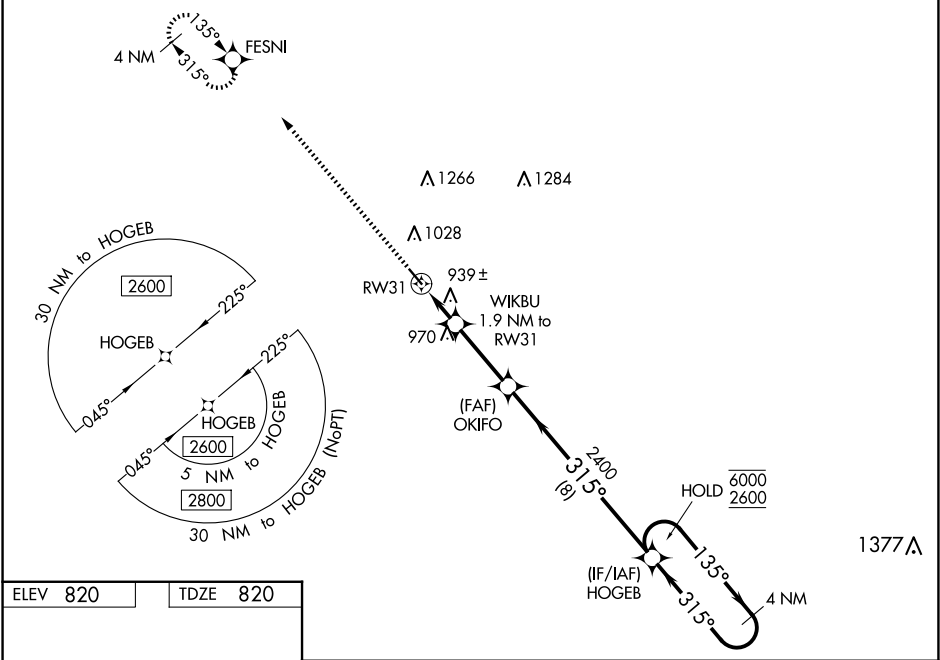 135°
FESNI
4 NM
315°
1266
1284
1028
30 NM to HOGEB
2600
225°
HOGEB
045°
939±
RW31
WIKBU
1.9 NM to
RW31
970
225°
HOGEB
045°
2600
5 NM to HOGEB
2800
30 NM to HOGEB (NoPT)
(FAF)
OKIFO
2400
315°
(8)
HOLD
6000
2600
1377
135°
(IF/IAF)
HOGEB
315°
4 NM
ELEV 820
TDZE 820